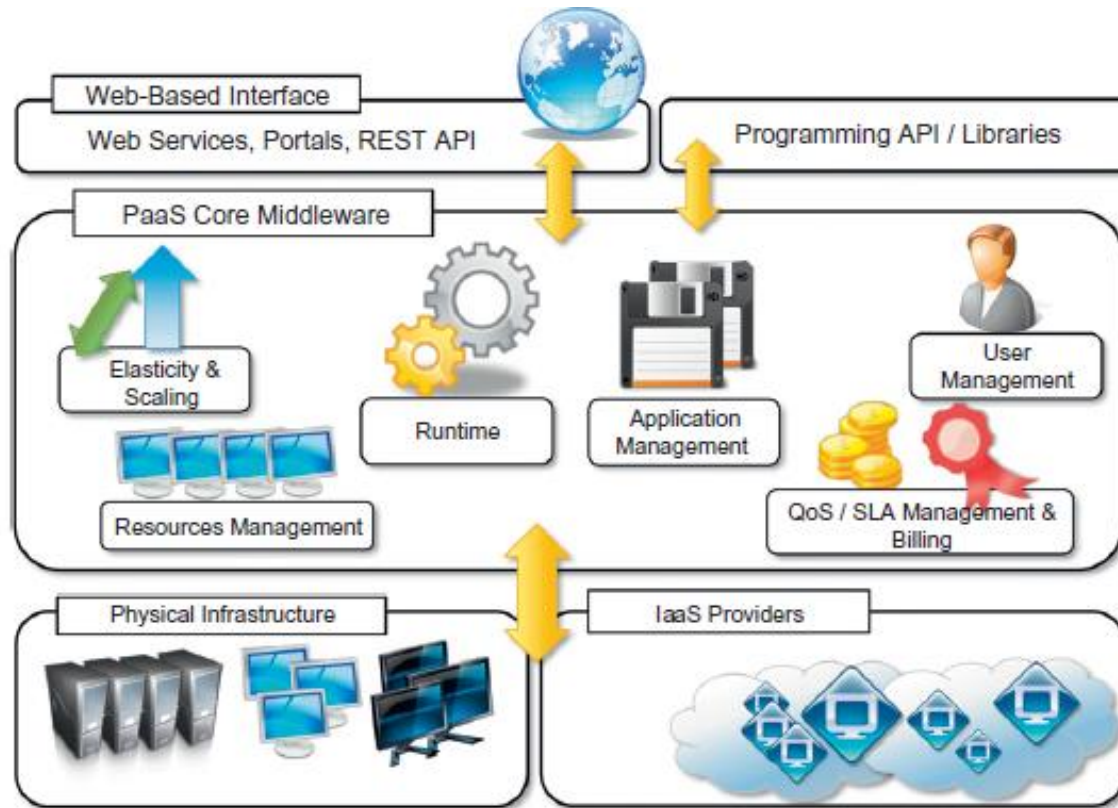 Web-Based Interface
Web Services, Portals, REST API
Programming API / Libraries
PaaS Core Middleware
Elasticity &
Scaling
Runtime
Application
Management
User
Management
Resources Management
QoS / SLA Management &
Billing
Physical Infrastructure
IaaS Providers